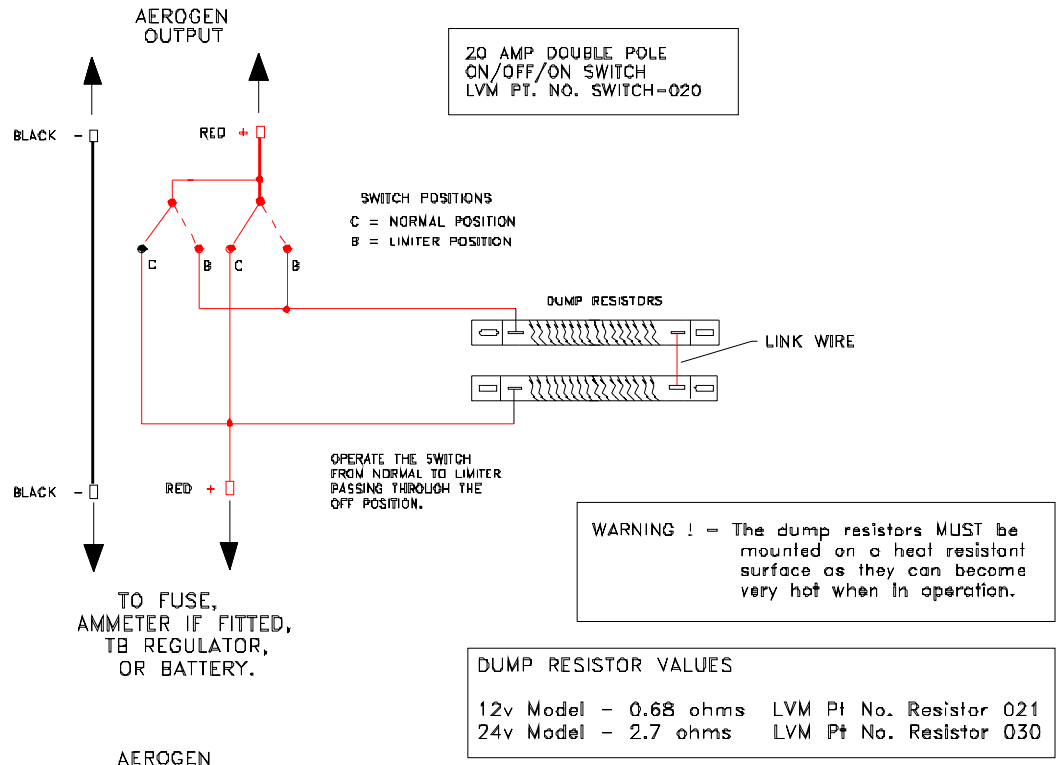 AEROGEN
OUTPUT
20 AMP DOUBLE POLE
ON/OFF/ON SWITCH
LVM PT. NO. SWITCH-020
BLACK -
RED +
SWITCH POSITIONS
C = NORMAL POSITION
B = LIMITER POSITION
C
B
C
B
DUMP RESISTORS
LINK WIRE
OPERATE THE SWITCH
FROM NORMAL TO LIMITER
PASSING THROUGH THE
OFF POSITION.
BLACK -
RED +
WARNING ! - The dump resistors MUST be
mounted on a heat resistant
surface as they can become
very hot when in operation.
TO FUSE,
AMMETER IF FITTED,
TB REGULATOR,
OR BATTERY.
DUMP RESISTOR VALUES
12v Model - 0.68 ohms LVM Pt No. Resistor 021
24v Model - 2.7 ohms LVM Pt No. Resistor 030
AEROGEN